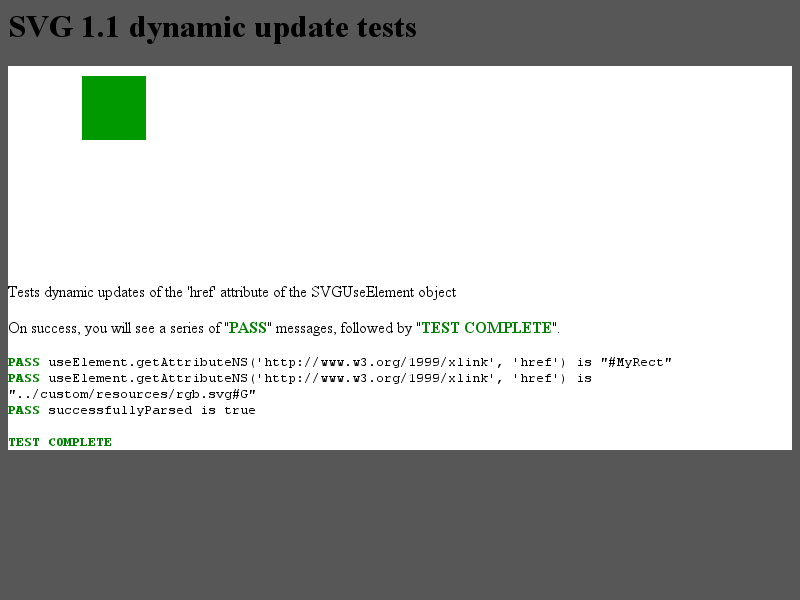 SVG 1.1 dynamic update tests
Tests dynamic updates of the 'href' attribute of the SVGUseElement object
On success, you will see a series of "PASS" messages, followed by "TEST COMPLETE".
PASS useElement.getAttributeNS('http://www.w3.org/1999/xlink', 'href') is "#MyRect"
PASS useElement.getAttributeNS('http://www.w3.org/1999/xlink', 'href') is
"../custom/resources/rgb.svg#G"
PASS successfullyParsed is true
TEST COMPLETE